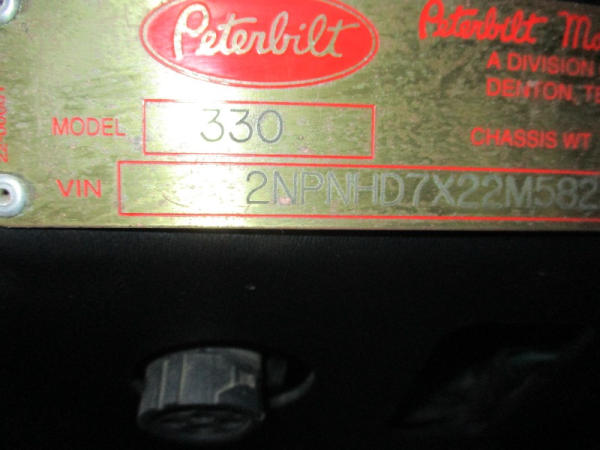 Peterbilt
Peterbilt Mo
A DIVISION
DENTON, TE
MODEL 330
CHASSIS WT
VIN 2NPNHD7X22M582